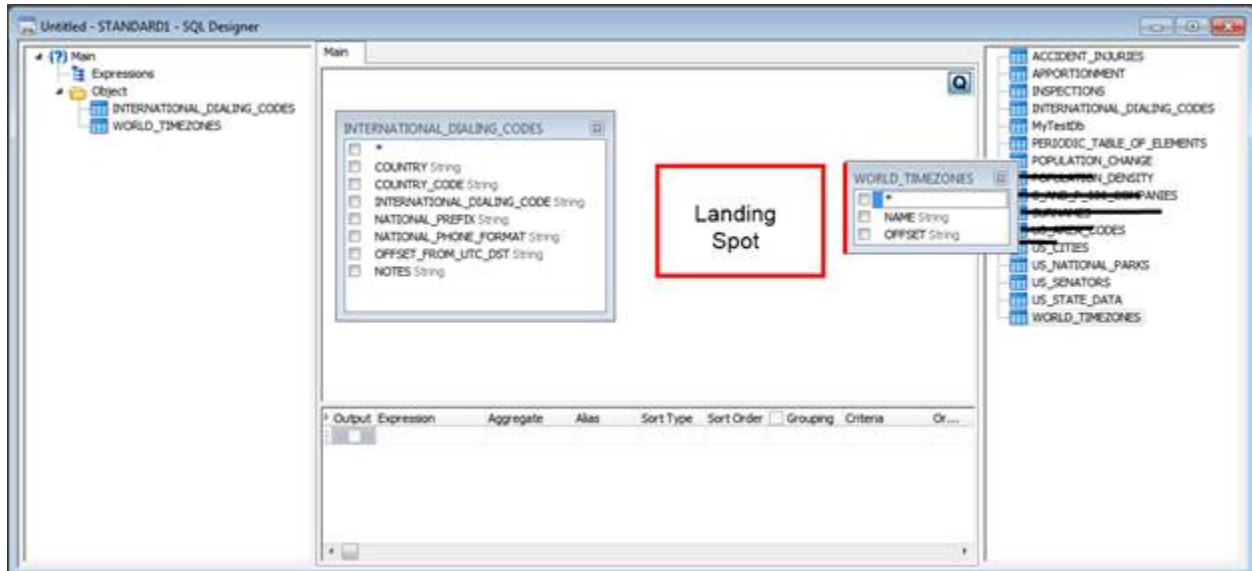 Untitled - STANDARD1 - SQL Designer
Main
Expressions
Object
INTERNATIONAL_DIALING_CODES
WORLD_TIMEZONES
Main
Q
INTERNATIONAL_DIALING_CODES
*
COUNTRY String
COUNTRY_CODE String
INTERNATIONAL_DIALING_CODE String
NATIONAL_PREFIX String
NATIONAL_PHONE_FORMAT String
OFFSET_FROM_UTC_DST String
NOTES String
Landing
Spot
WORLD_TIMEZONES
*
NAME String
OFFSET String
Output Expression Aggregate Alias Sort Type Sort Order Grouping Criteria Or....
ACCIDENT_INJURIES
APPORTIONMENT
INSPECTIONS
INTERNATIONAL_DIALING_CODES
MyTestDb
PERIODIC_TABLE_OF_ELEMENTS
POPULATION_CHANGE
POPULATION_DENSITY
US_CITIES
US_NATIONAL_PARKS
US_SENATORS
US_STATE_DATA
WORLD_TIMEZONES